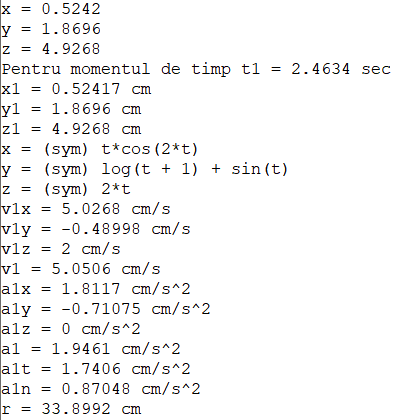 x = 0.5242
y = 1.8696
z = 4.9268
Pentru momentul de timp t1 = 2.4634 sec
x1 = 0.52417 cm
y1 = 1.8696 cm
z1 = 4.9268 cm
x = (sym) t*cos(2*t)
y = (sym) log(t + 1) + sin(t)
z = (sym) 2*t
v1x = 5.0268 cm/s
v1y = -0.48998 cm/s
v1z = 2 cm/s
v1 = 5.0506 cm/s
a1x = 1.8117 cm/s^2
a1y = -0.71075 cm/s^2
a1z = 0 cm/s^2
a1 = 1.9461 cm/s^2
a1t = 1.7406 cm/s^2
a1n = 0.87048 cm/s^2
r = 33.8992 cm